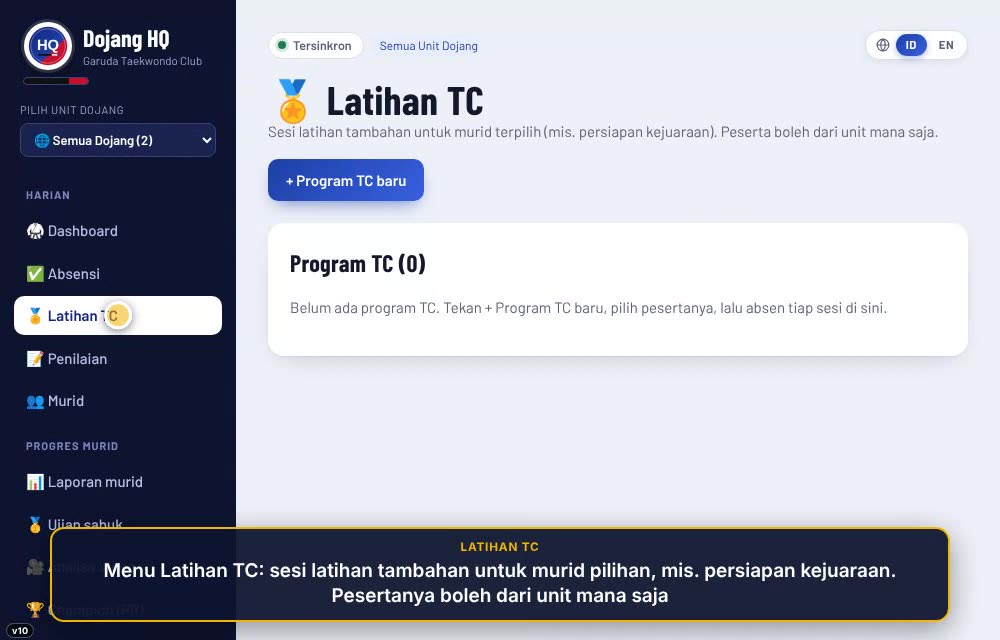 HQ
Dojang HQ
Garuda Taekwondo Club
PILIH UNIT DOJANG
Semua Dojang (2)
HARIAN
Dashboard
Absensi
Latihan TC
Penilaian
Murid
PROGRES MURID
Laporan murid
Ujian sabuk
v10
Tersinkron
Semua Unit Dojang
ID
EN
Latihan TC
Sesi latihan tambahan untuk murid terpilih (mis. persiapan kejuaraan). Peserta boleh dari unit mana saja.
+ Program TC baru
Program TC (0)
Belum ada program TC. Tekan + Program TC baru, pilih pesertanya, lalu absen tiap sesi di sini.
LATIHAN TC
Menu Latihan TC: sesi latihan tambahan untuk murid pilihan, mis. persiapan kejuaraan.
Pesertanya boleh dari unit mana saja